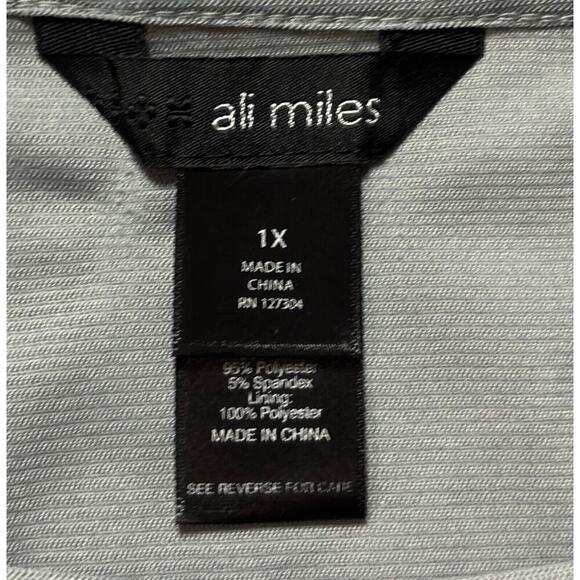 ali miles
1X
MADE IN
CHINA
RN 127304
95% Polyester
5% Spandex
Lining:
100% Polyester
MADE IN CHINA
SEE REVERSE FOR CARE